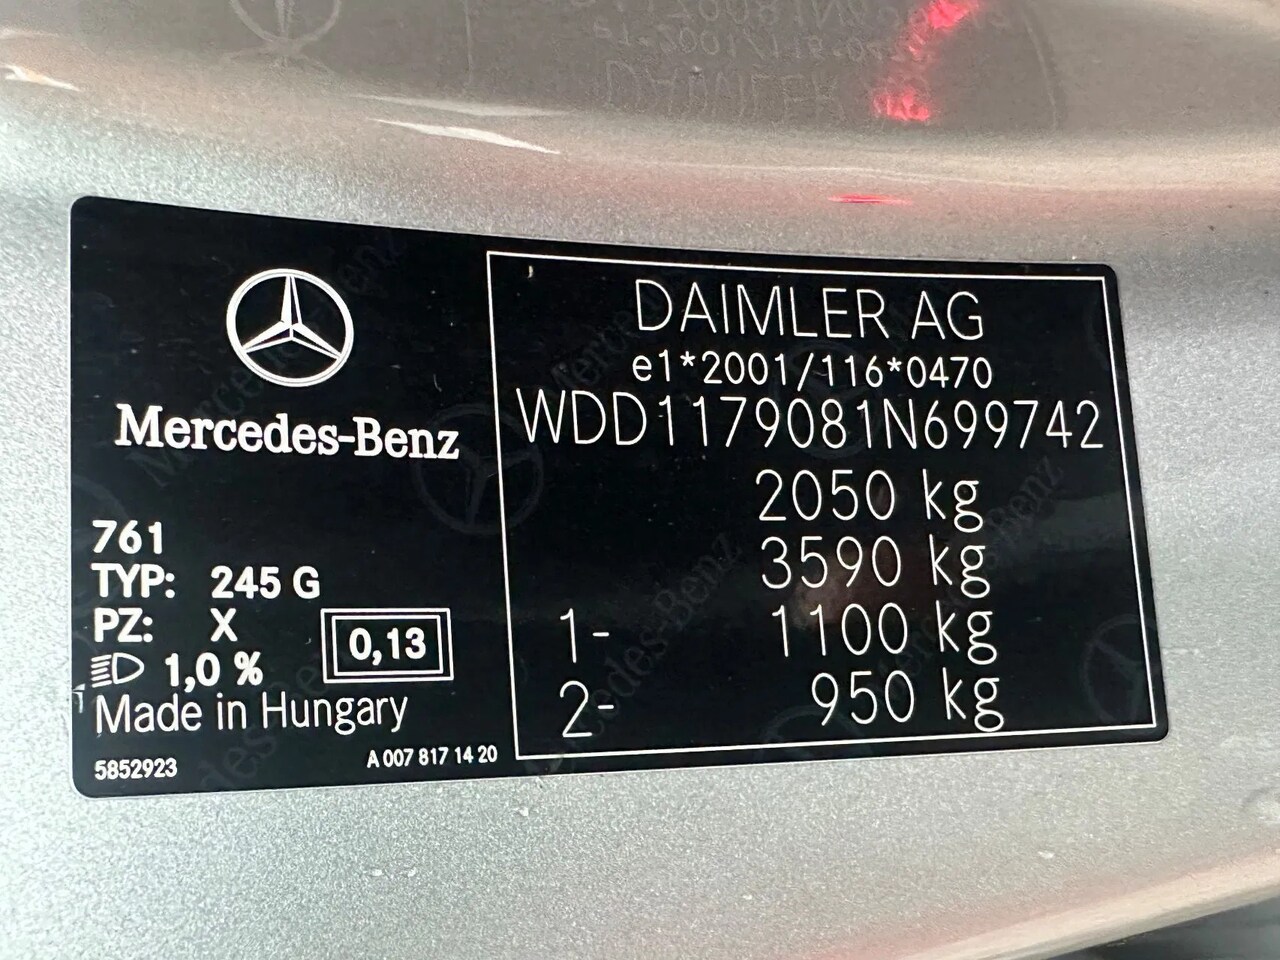 Mercedes-Benz
761
TYP: 245 G
PZ: X
1,0 %
0,13
Made in Hungary
5852923
A 007 817 14 20
DAIMLER AG
e1*2001/116*0470
WDD1179081N699742
2050 kg
3590 kg
1- 1100 kg
2- 950 kg